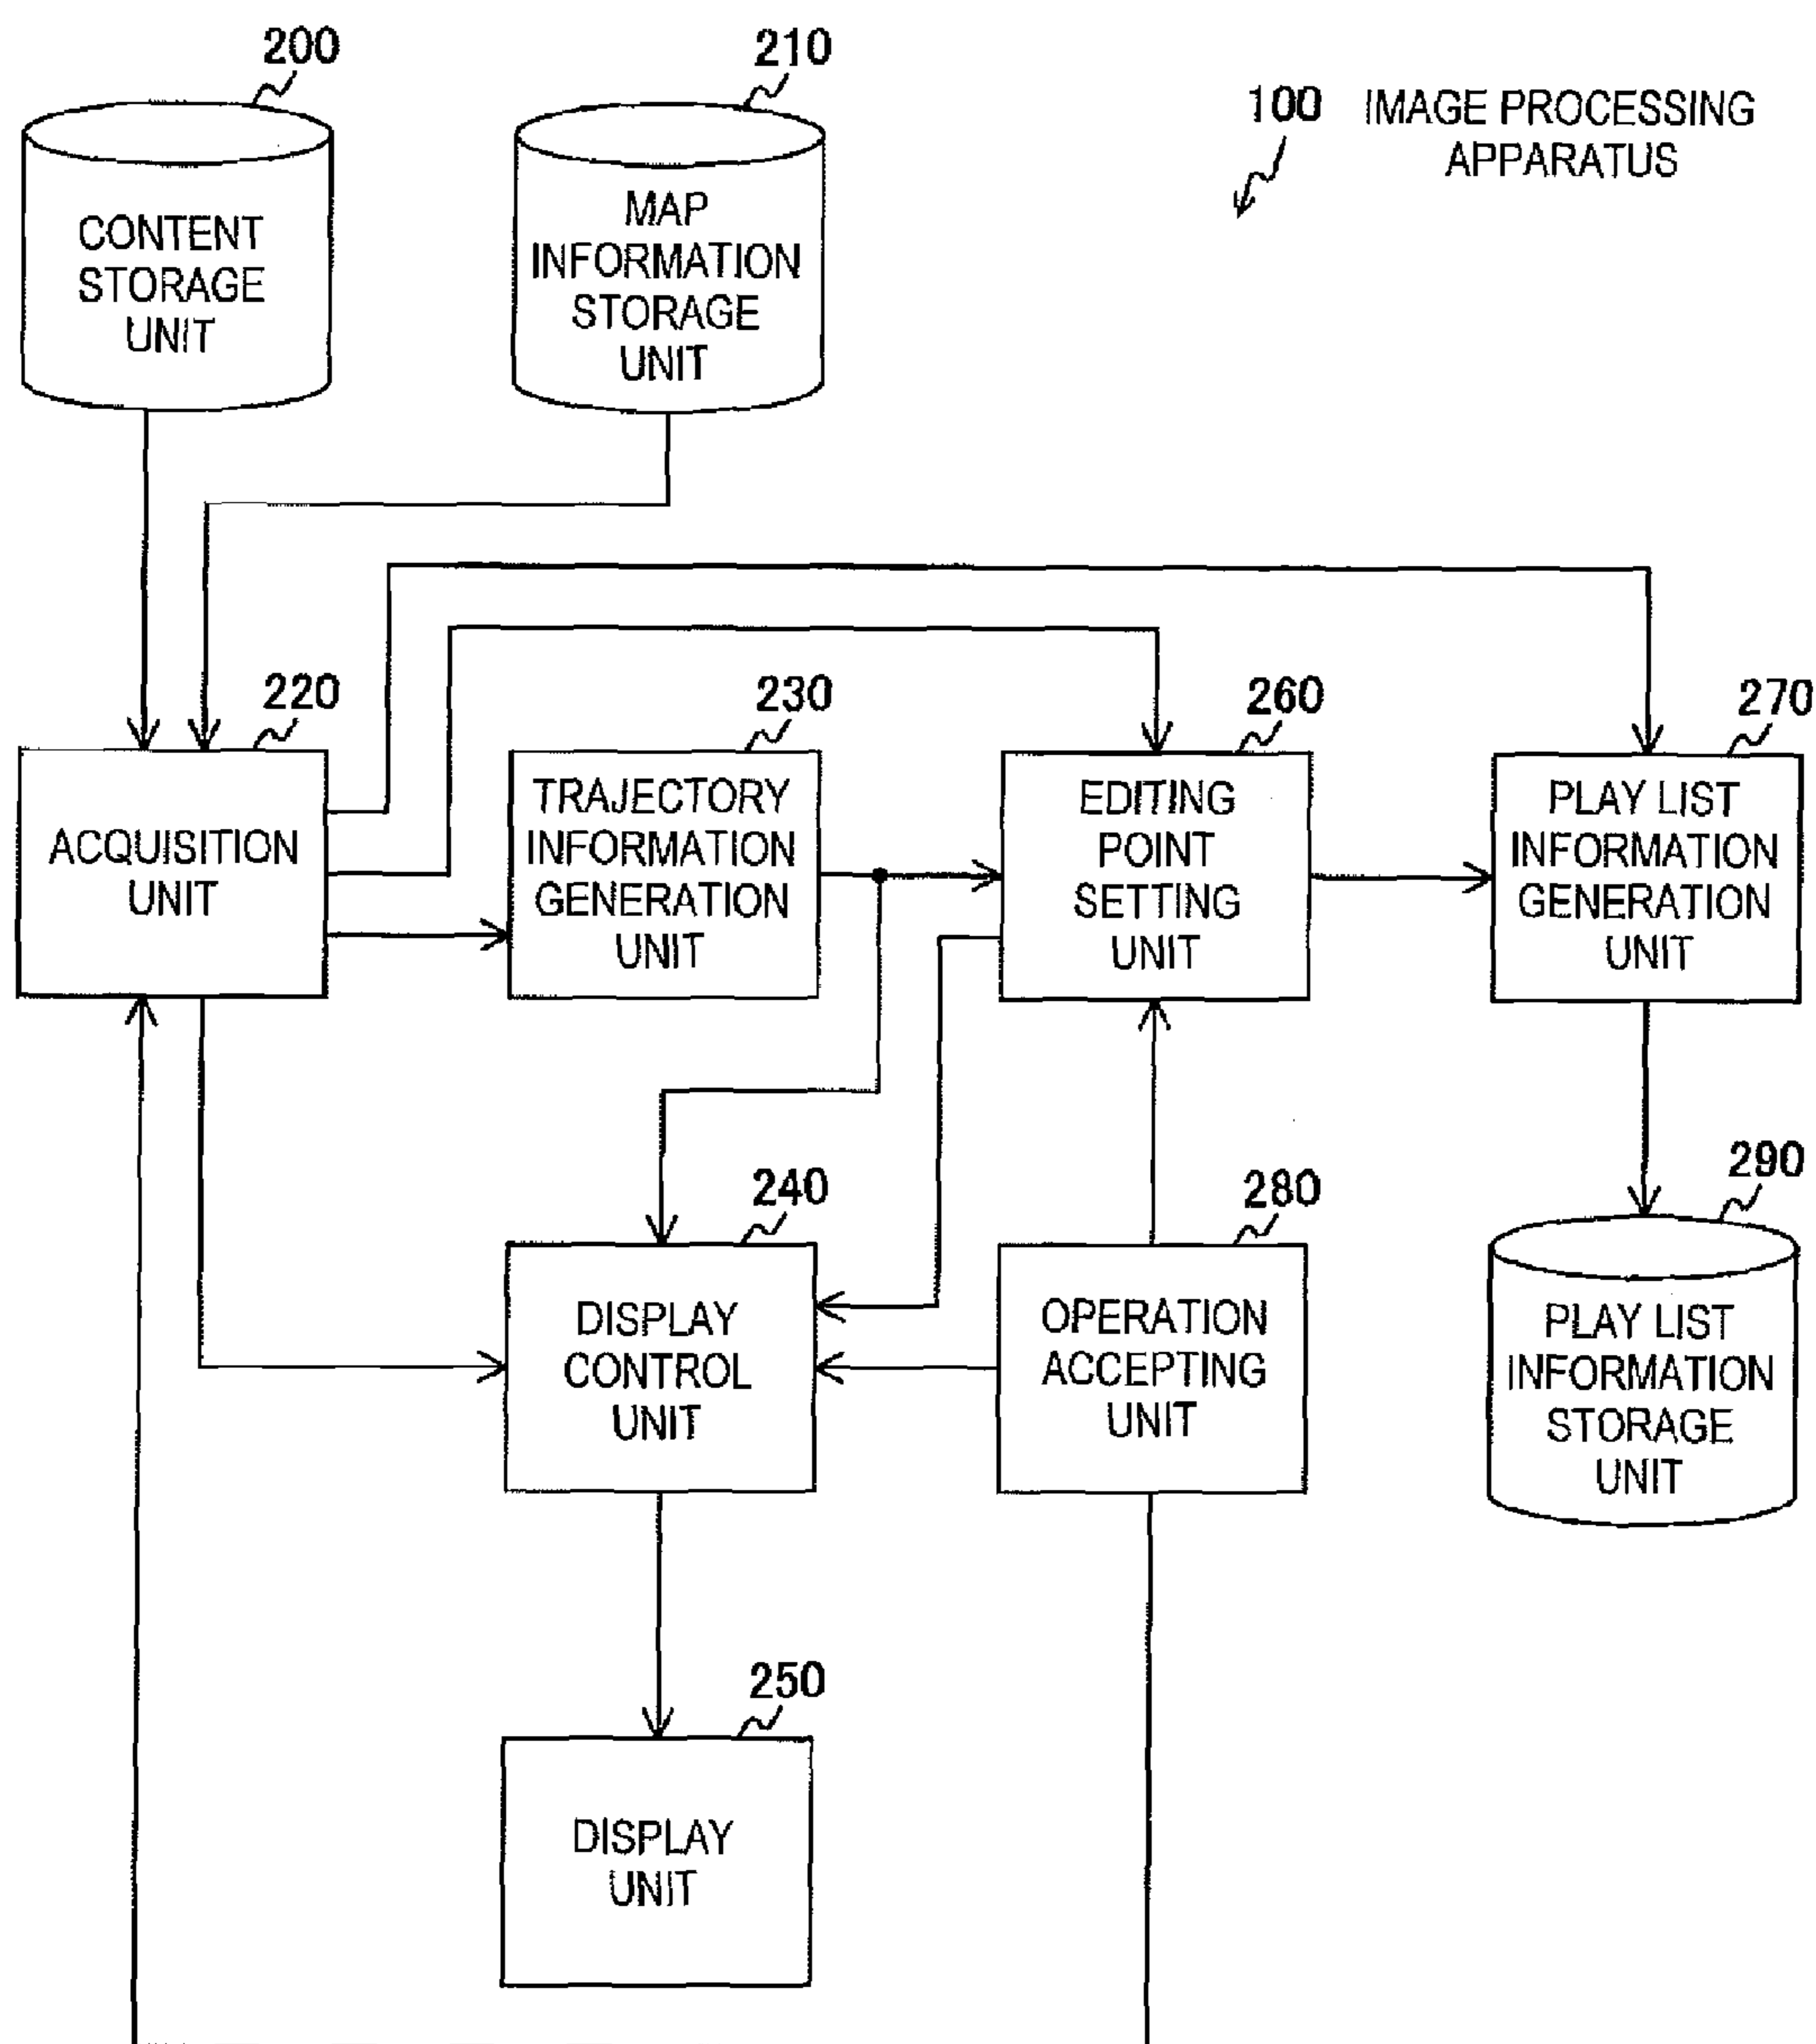 200
210
100 IMAGE PROCESSING
APPARATUS
CONTENT
STORAGE
UNIT
MAP
INFORMATION
STORAGE
UNIT
220
230
260
270
ACQUISITION
UNIT
TRAJECTORY
INFORMATION
GENERATION
UNIT
EDITING
POINT
SETTING
UNIT
PLAY LIST
INFORMATION
GENERATION
UNIT
240
280
290
DISPLAY
CONTROL
UNIT
OPERATION
ACCEPTING
UNIT
PLAY LIST
INFORMATION
STORAGE
UNIT
250
DISPLAY
UNIT